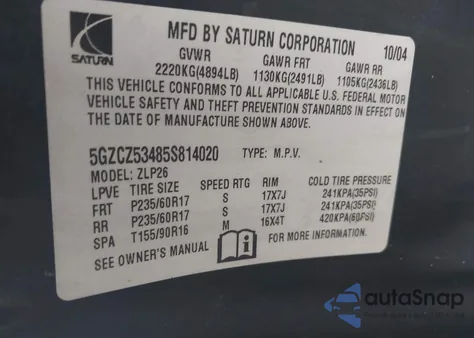 SATURN
MFD BY SATURN CORPORATION 10/04
GVWR GAWR FRT GAWR RR
2220KG(4894LB) 1130KG(2491LB) 1105KG(2436LB)
THIS VEHICLE CONFORMS TO ALL APPLICABLE U.S. FEDERAL MOTOR
VEHICLE SAFETY AND THEFT PREVENTION STANDARDS IN EFFECT ON
THE DATE OF MANUFACTURE SHOWN ABOVE.
5GZCZ53485S814020 TYPE: M.P.V.
MODEL: ZLP26
LPVE TIRE SIZE SPEED RTG RIM COLD TIRE PRESSURE
FRT P235/60R17 S 17X7J 241KPA(35PSI)
RR P235/60R17 S 17X7J 241KPA(35PSI)
SPA T155/90R16 M 16X4T 420KPA(60PSI)
SEE OWNER'S MANUAL FOR MORE INFORMATION.
autoSnap